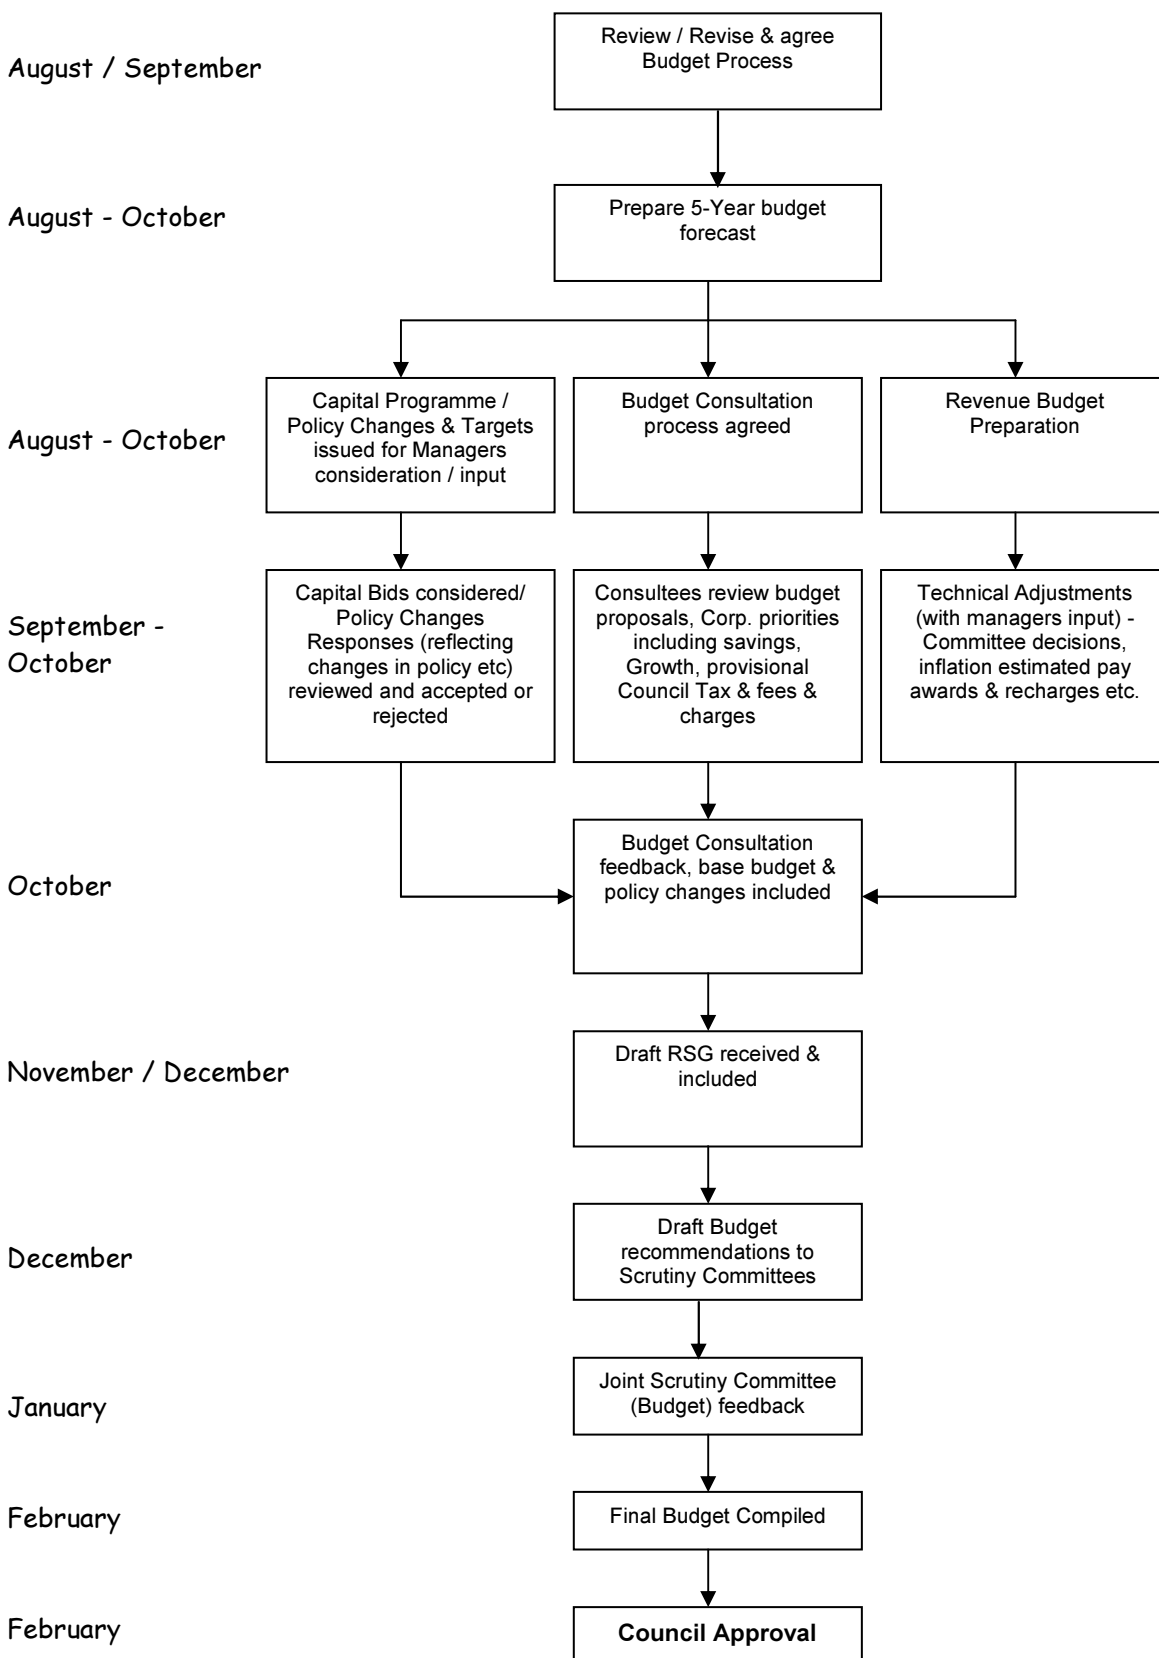 August / September
Review / Revise & agree
Budget Process
August - October
Prepare 5-Year budget
forecast
August - October
Capital Programme /
Policy Changes & Targets
issued for Managers
consideration / input
Budget Consultation
process agreed
Revenue Budget
Preparation
September -
October
Capital Bids considered/
Policy Changes
Responses (reflecting
changes in policy etc)
reviewed and accepted or
rejected
Consultees review budget
proposals, Corp. priorities
including savings,
Growth, provisional
Council Tax & fees &
charges
Technical Adjustments
(with managers input) -
Committee decisions,
inflation estimated pay
awards & recharges etc.
October
Budget Consultation
feedback, base budget &
policy changes included
November / December
Draft RSG received &
included
December
Draft Budget
recommendations to
Scrutiny Committees
January
Joint Scrutiny Committee
(Budget) feedback
February
Final Budget Compiled
February
Council Approval